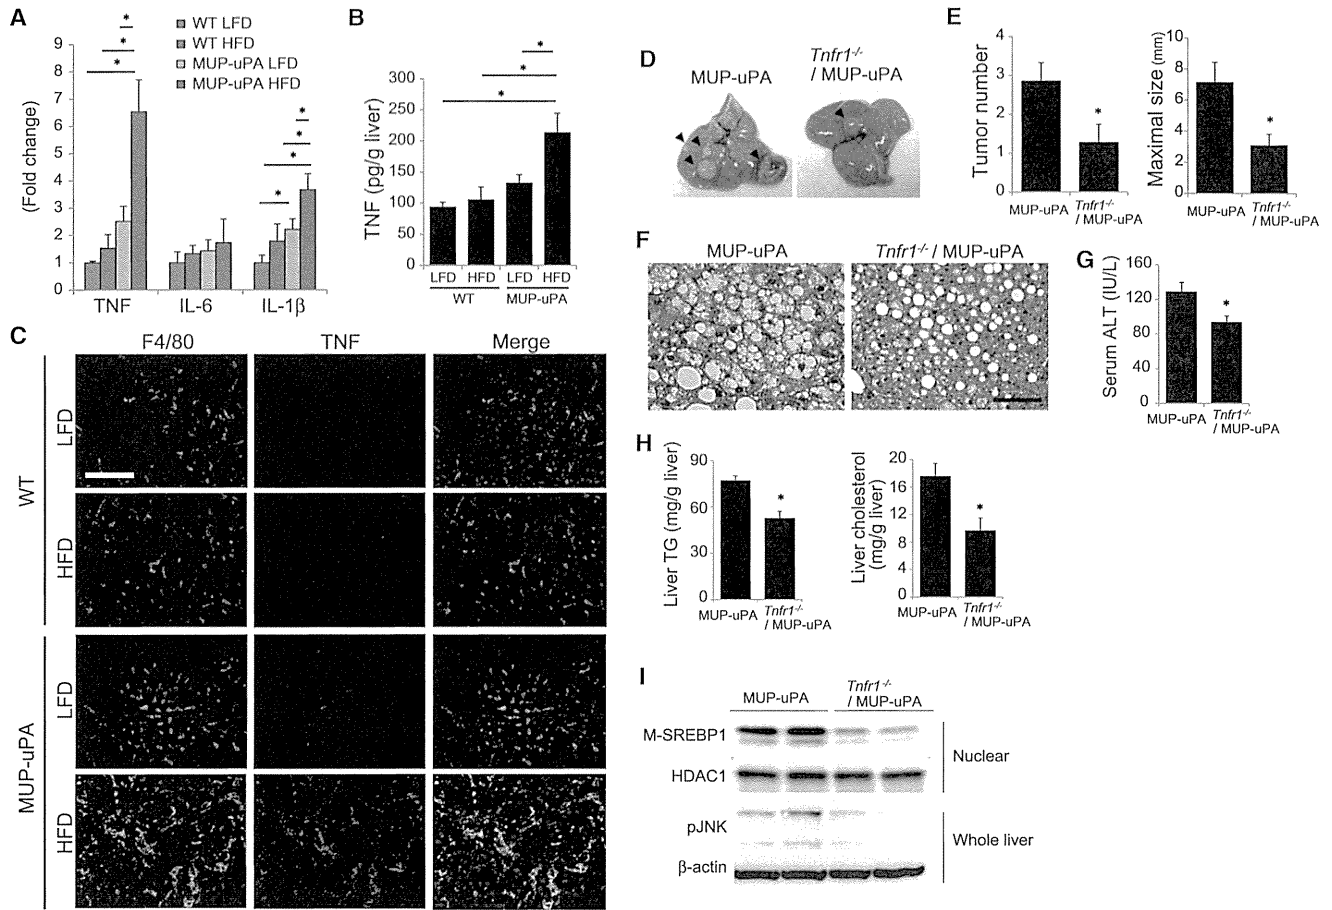 A
*
*
*
WT LFD
WT HFD
MUP-uPA LFD
MUP-uPA HFD
(Fold change)
9
8
7
6
5
4
3
2
1
0
*
*
*
*
TNF
IL-6
IL-1β
B
*
*
*
TNF (pg/g liver)
300
250
200
150
100
50
0
LFD
HFD
LFD
HFD
WT
MUP-uPA
C
F4/80
TNF
Merge
LFD
HFD
WT
LFD
HFD
MUP-uPA
D
MUP-uPA
Tnfr1-/-
/ MUP-uPA
E
Tumor number
4
3
2
1
0
*
MUP-uPA
Tnfr1-/-
/ MUP-uPA
Maximal size (mm)
10
8
6
4
2
0
*
MUP-uPA
Tnfr1-/-
/ MUP-uPA
F
MUP-uPA
Tnfr1-/- / MUP-uPA
G
Serum ALT (IU/L)
160
120
80
40
0
*
MUP-uPA
Tnfr1-/-
/ MUP-uPA
H
Liver TG (mg/g liver)
90
60
30
0
*
MUP-uPA
Tnfr1-/-
/ MUP-uPA
Liver cholesterol
(mg/g liver)
20
16
12
8
4
0
*
MUP-uPA
Tnfr1-/-
/ MUP-uPA
I
MUP-uPA
Tnfr1-/-
/ MUP-uPA
M-SREBP1
HDAC1
Nuclear
pJNK
β-actin
Whole liver